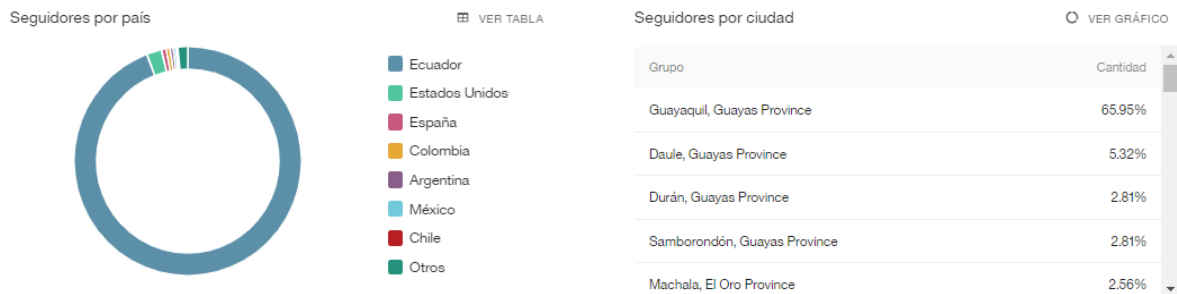 Seguidores por país
VER TABLA
Ecuador
Estados Unidos
España
Colombia
Argentina
México
Chile
Otros
Seguidores por ciudad
VER GRÁFICO
Grupo Cantidad
Guayaquil, Guayas Province 65.95%
Daule, Guayas Province 5.32%
Durán, Guayas Province 2.81%
Samborondón, Guayas Province 2.81%
Machala, El Oro Province 2.56%